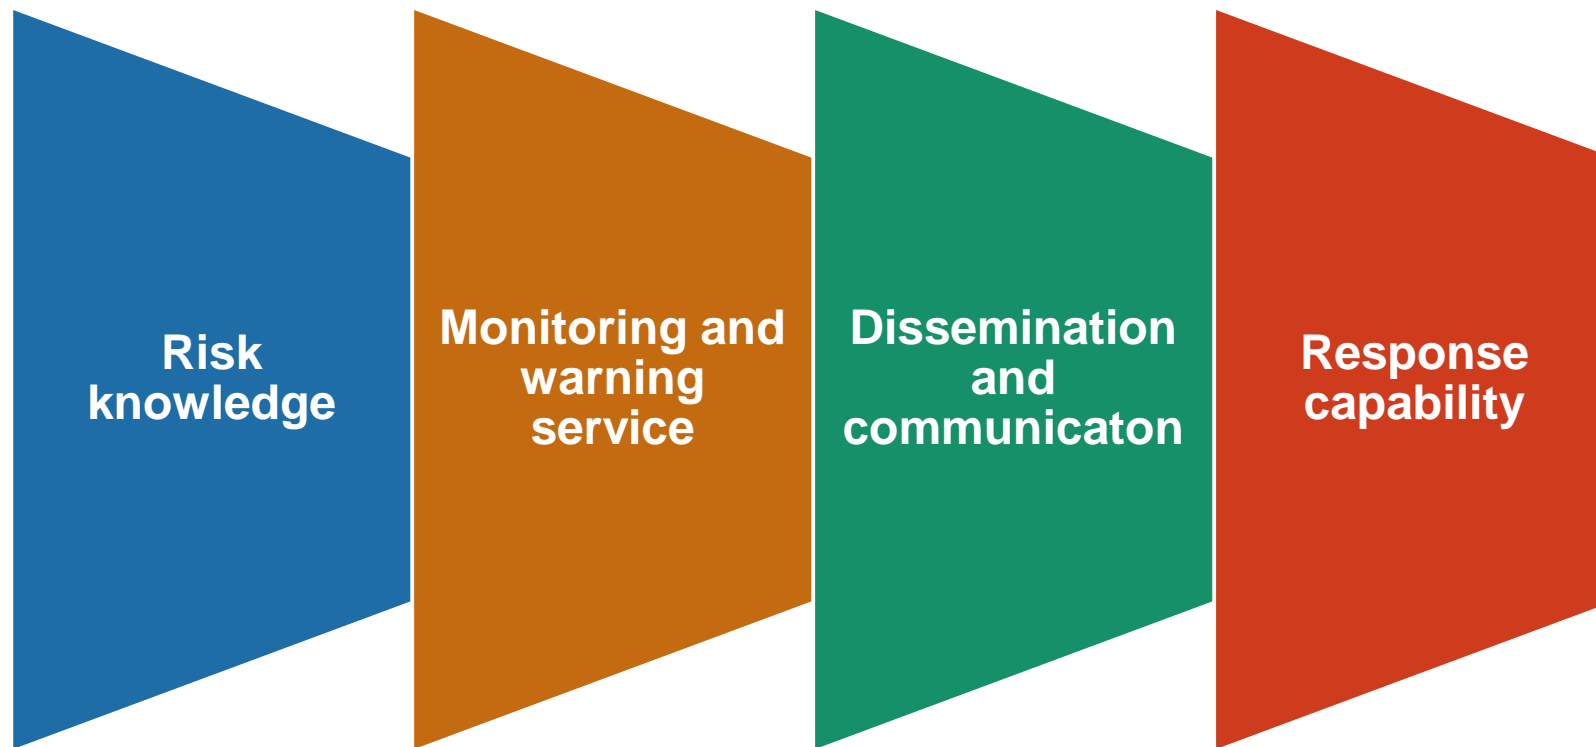 Risk
knowledge
Monitoring and
warning
service
Dissemination
and
communicaton
Response
capability